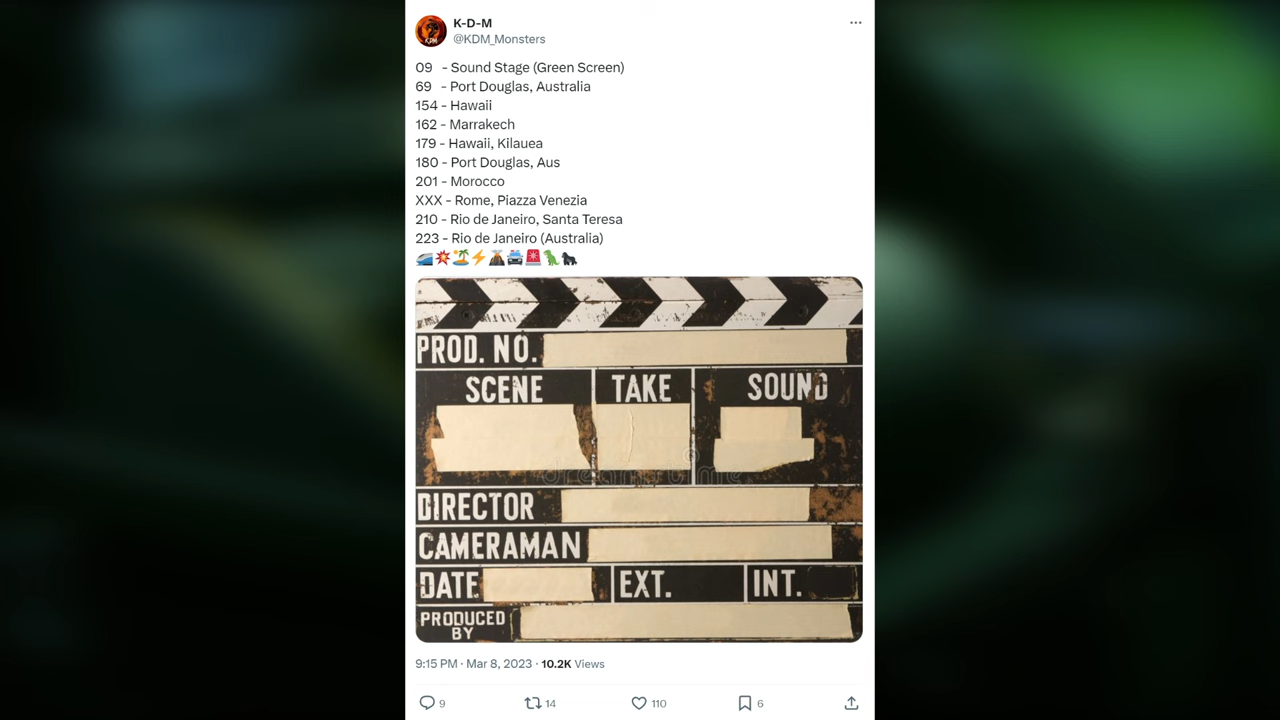 K-D-M
@KDM_Monsters
09 - Sound Stage (Green Screen)
69 - Port Douglas, Australia
154 - Hawaii
162 - Marrakech
179 - Hawaii, Kilauea
180 - Port Douglas, Aus
201 - Morocco
XXX - Rome, Piazza Venezia
210 - Rio de Janeiro, Santa Teresa
223 - Rio de Janeiro (Australia)
PROD. NO.
SCENE TAKE SOUND
dreamstime
DIRECTOR
CAMERAMAN
DATE EXT. INT.
PRODUCED
BY
9:15 PM · Mar 8, 2023 · 10.2K Views
9 14 110 6